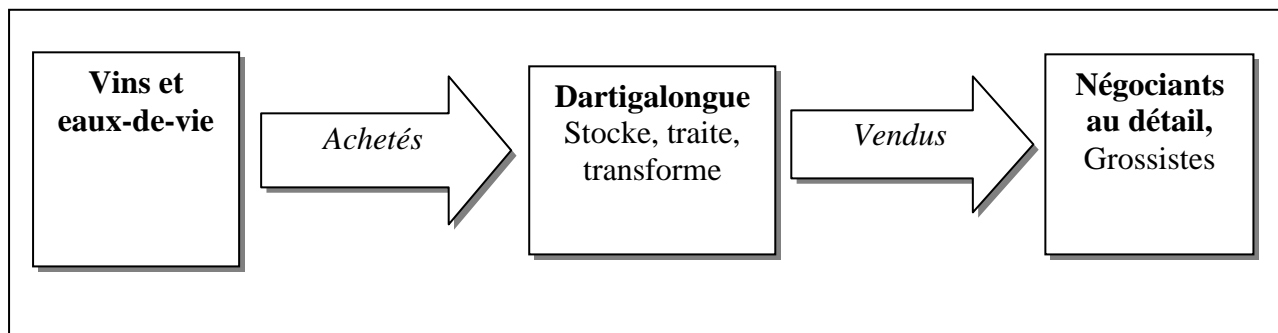 Vins et
eaux-de-vie
Achetés
Dartigalongue
Stocke, traite,
transforme
Vendus
Négociants
au détail,
Grossistes